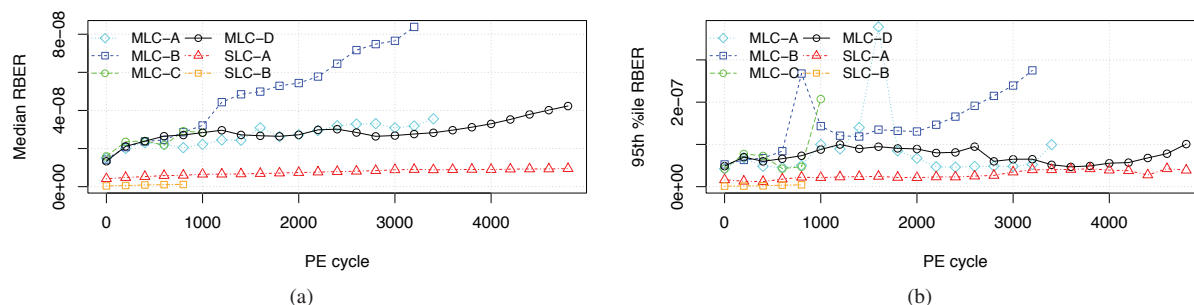 Median RBER
0e+00
4e-08
8e-08
MLC-A
MLC-B
MLC-C
MLC-D
SLC-A
SLC-B
0
1000
2000
3000
4000
PE cycle
(a)
95th %ile RBER
0e+00
2e-07
MLC-A
MLC-B
MLC-C
MLC-D
SLC-A
SLC-B
0
1000
2000
3000
4000
PE cycle
(b)